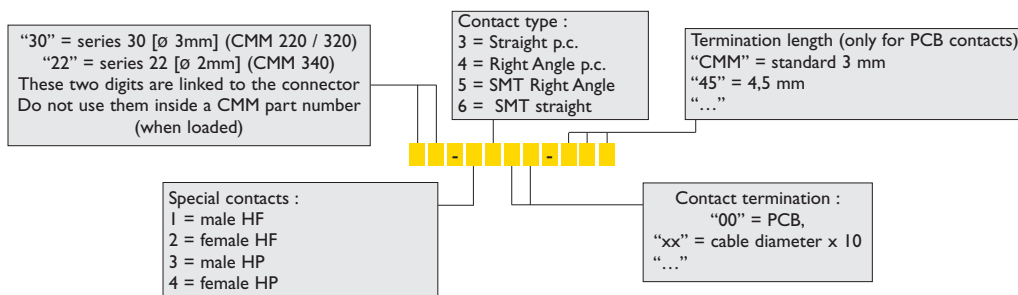 “30” = series 30 [ø 3mm] (CMM 220 / 320)
“22” = series 22 [ø 2mm] (CMM 340)
These two digits are linked to the connector
Do not use them inside a CMM part number
(when loaded)
Contact type :
3 = Straight p.c.
4 = Right Angle p.c.
5 = SMT Right Angle
6 = SMT straight
Termination length (only for PCB contacts)
“CMM” = standard 3 mm
“45” = 4,5 mm
“...”
- -
Special contacts :
1 = male HF
2 = female HF
3 = male HP
4 = female HP
Contact termination :
“00” = PCB,
“xx” = cable diameter x 10
“...”